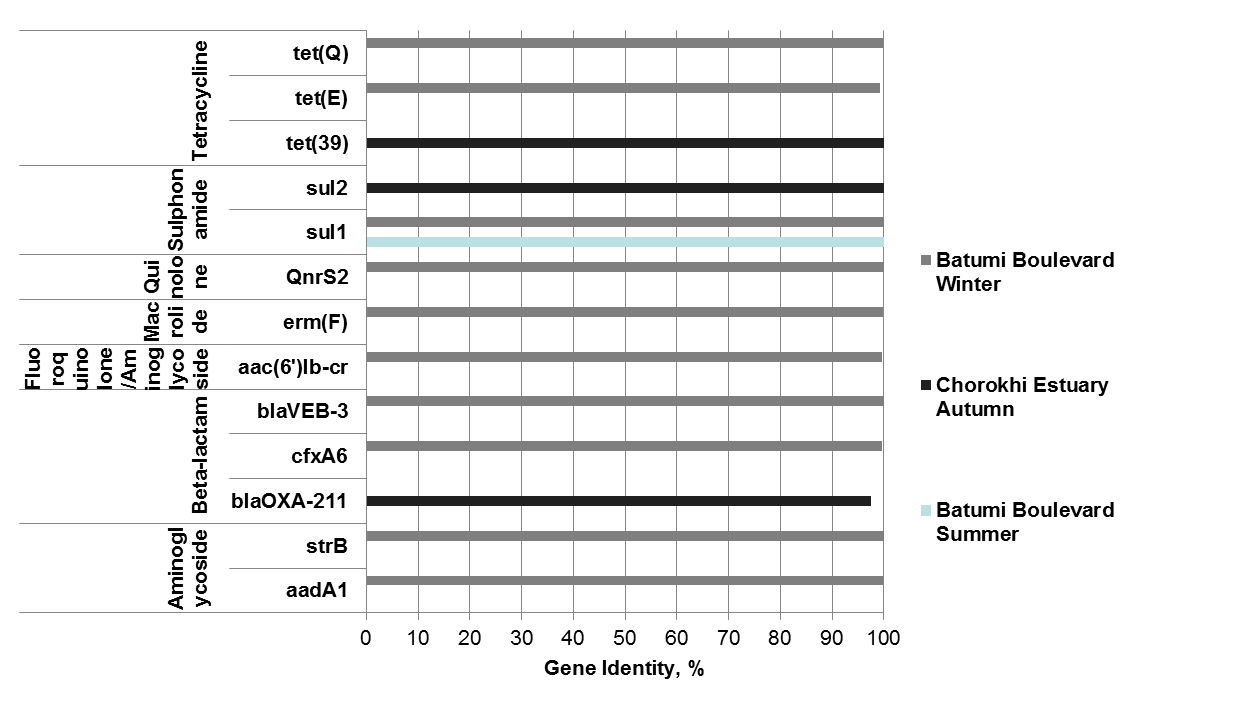 Tetracycline
tet(Q)
tet(E)
tet(39)
Sulphon
amide
sul2
sul1
Qui
nolo
ne
QnrS2
Mac
roli
de
erm(F)
Fluo
roq
uino
lone
/Am
inog
lyco
side
aac(6')Ib-cr
Beta-lactam
blaVEB-3
cfxA6
blaOXA-211
Aminogl
ycoside
strB
aadA1
0 10 20 30 40 50 60 70 80 90 100
Gene Identity, %
Batumi Boulevard
Winter
Chorokhi Estuary
Autumn
Batumi Boulevard
Summer